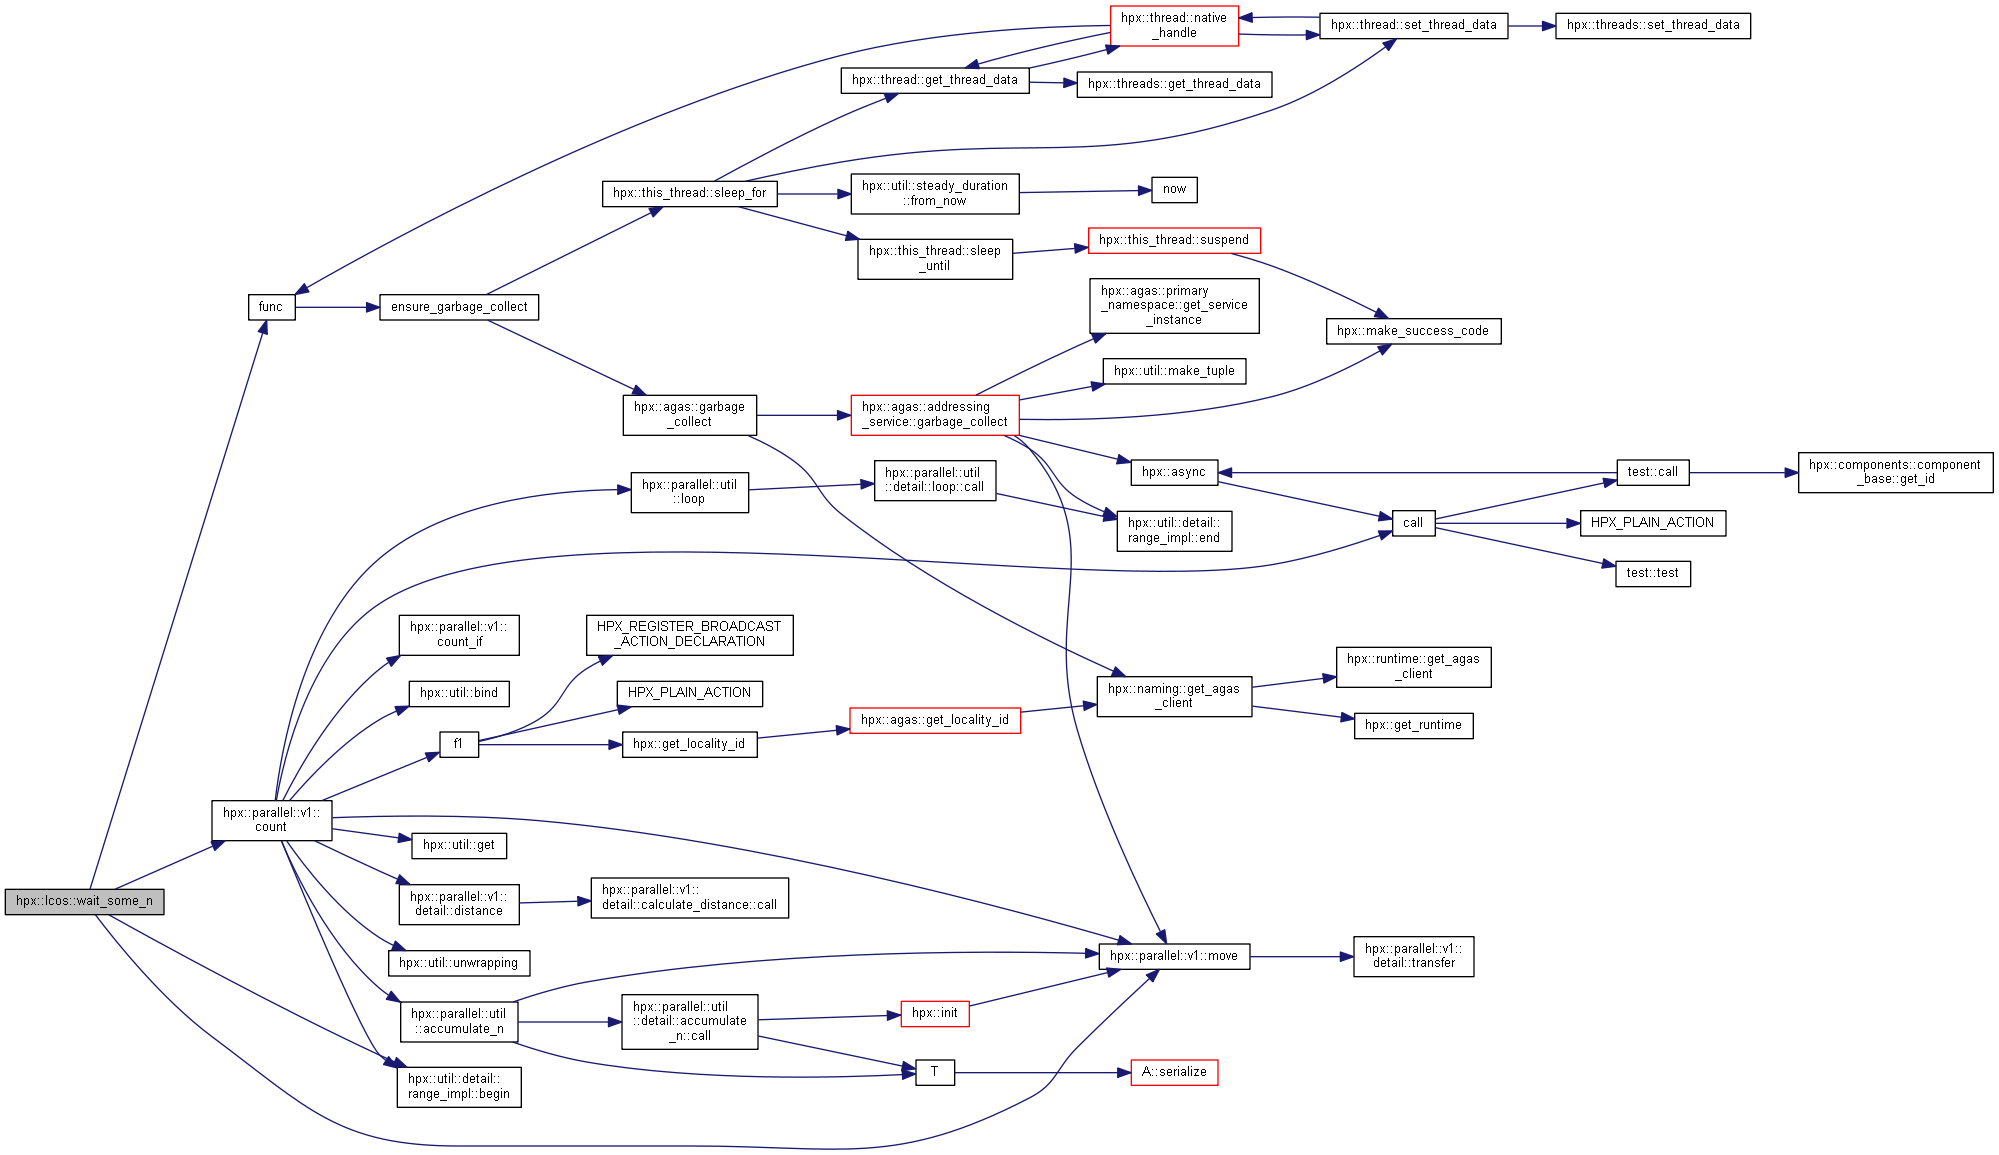 hpx::thread::native
_handle
hpx::thread::set_thread_data
hpx::threads::set_thread_data
hpx::thread::get_thread_data
hpx::threads::get_thread_data
hpx::this_thread::sleep_for
hpx::util::steady_duration
::from_now
now
hpx::this_thread::sleep
_until
hpx::this_thread::suspend
func
ensure_garbage_collect
hpx::agas::primary
_namespace::get_service
_instance
hpx::make_success_code
hpx::util::make_tuple
hpx::agas::garbage
_collect
hpx::agas::addressing
_service::garbage_collect
hpx::async
test::call
hpx::components::component
_base::get_id
hpx::parallel::util
::loop
hpx::parallel::util
::detail::loop::call
hpx::util::detail::
range_impl::end
call
HPX_PLAIN_ACTION
test::test
hpx::parallel::v1::
count_if
HPX_REGISTER_BROADCAST
_ACTION_DECLARATION
hpx::util::bind
HPX_PLAIN_ACTION
hpx::naming::get_agas
_client
hpx::runtime::get_agas
_client
hpx::get_runtime
f1
hpx::get_locality_id
hpx::agas::get_locality_id
hpx::parallel::v1::
count
hpx::util::get
hpx::lcos::wait_some_n
hpx::parallel::v1::
detail::distance
hpx::parallel::v1::
detail::calculate_distance::call
hpx::util::unwrapping
hpx::parallel::v1::move
hpx::parallel::v1::
detail::transfer
hpx::parallel::util
::accumulate_n
hpx::parallel::util
::detail::accumulate
_n::call
hpx::init
T
A::serialize
hpx::util::detail::
range_impl::begin